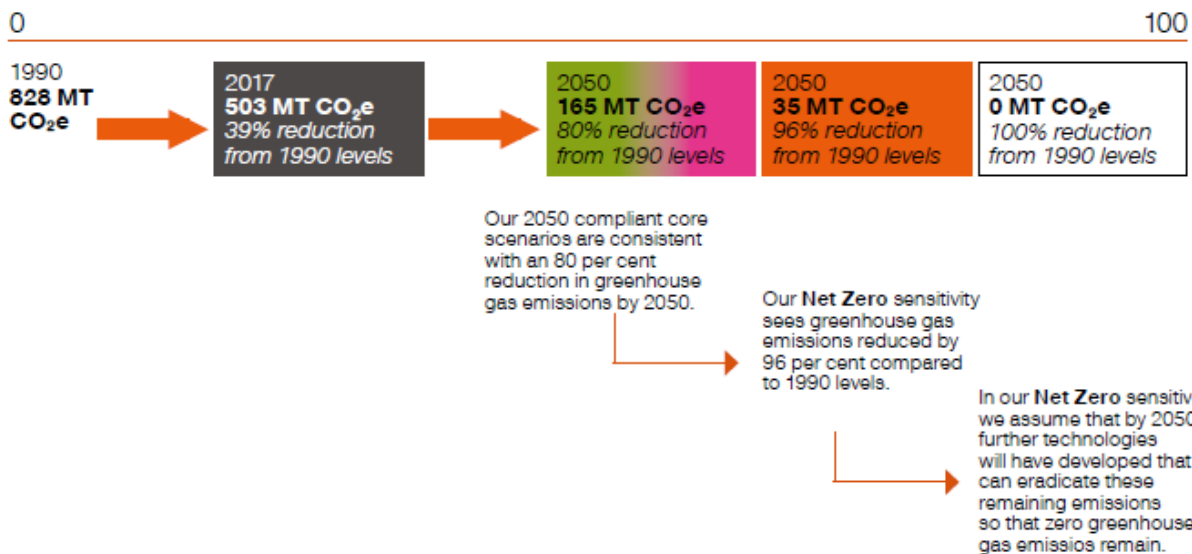 0
100
1990
828 MT
CO₂e
2017
503 MT CO₂e
39% reduction
from 1990 levels
2050
165 MT CO₂e
80% reduction
from 1990 levels
2050
35 MT CO₂e
96% reduction
from 1990 levels
2050
0 MT CO₂e
100% reduction
from 1990 levels
Our 2050 compliant core
scenarios are consistent
with an 80 per cent
reduction in greenhouse
gas emissions by 2050.
Our Net Zero sensitivity
sees greenhouse gas
emissions reduced by
96 per cent compared
to 1990 levels.
In our Net Zero sensitiv
we assume that by 2050
further technologies
will have developed that
can eradicate these
remaining emissions
so that zero greenhouse
gas emissios remain.